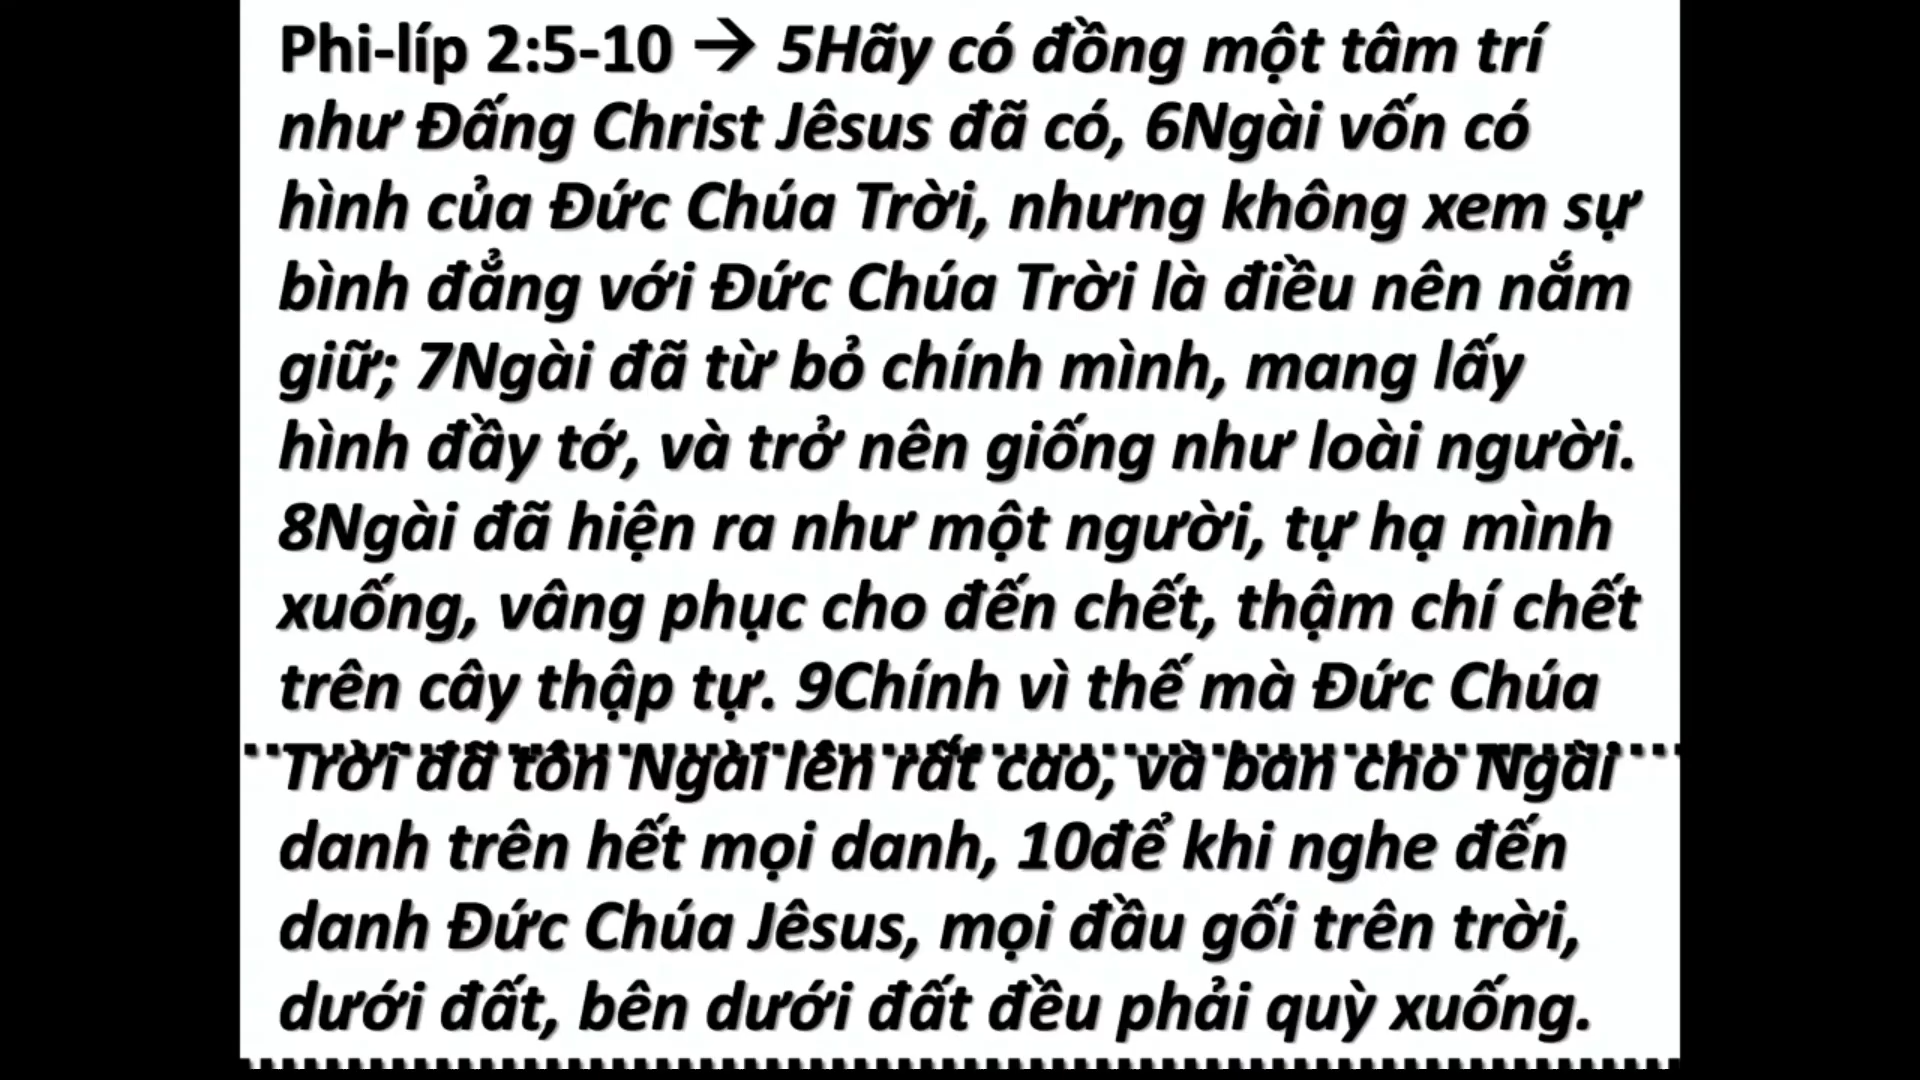 Phi-líp 2:5-10 → 5Hãy có đồng một tâm trí
như Đấng Christ Jêsus đã có, 6Ngài vốn có
hình của Đức Chúa Trời, nhưng không xem sự
bình đẳng với Đức Chúa Trời là điều nên nắm
giữ; 7Ngài đã từ bỏ chính mình, mang lấy
hình đầy tớ, và trở nên giống như loài người.
8Ngài đã hiện ra như một người, tự hạ mình
xuống, vâng phục cho đến chết, thậm chí chết
trên cây thập tự. 9Chính vì thế mà Đức Chúa
Trời đã tôn Ngài lên rất cao, và ban cho Ngài
danh trên hết mọi danh, 10để khi nghe đến
danh Đức Chúa Jêsus, mọi đầu gối trên trời,
dưới đất, bên dưới đất đều phải quỳ xuống.